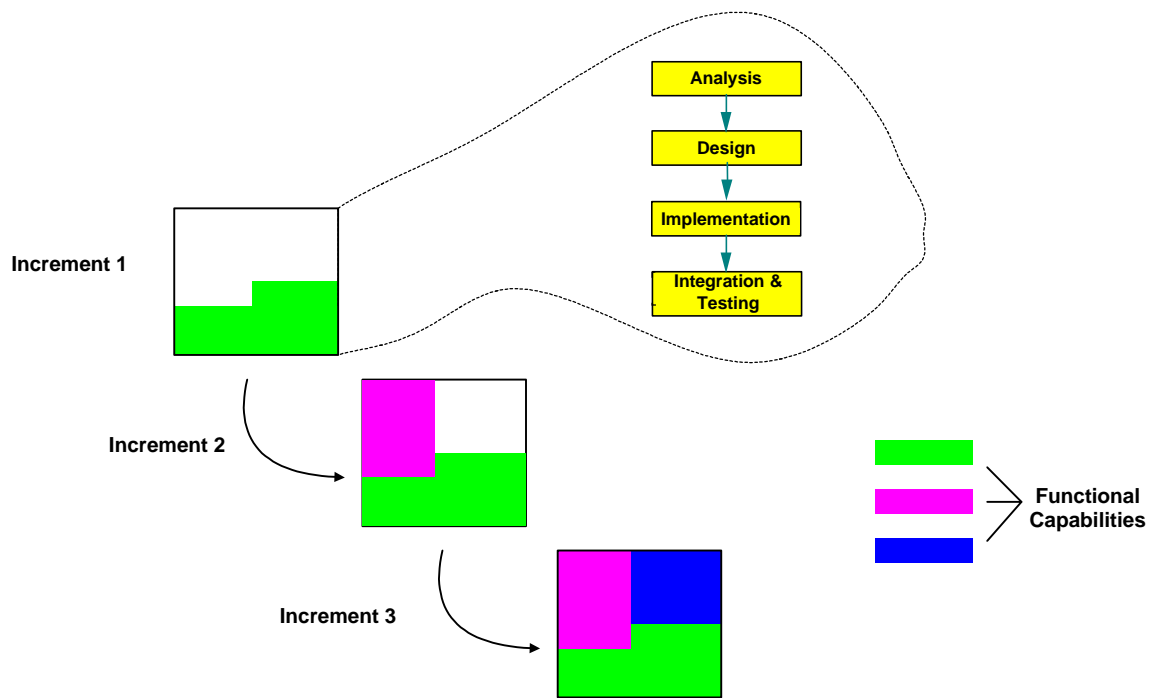 Analysis
Design
Implementation
Integration &
Testing
Increment 1
Increment 2
Functional
Capabilities
Increment 3